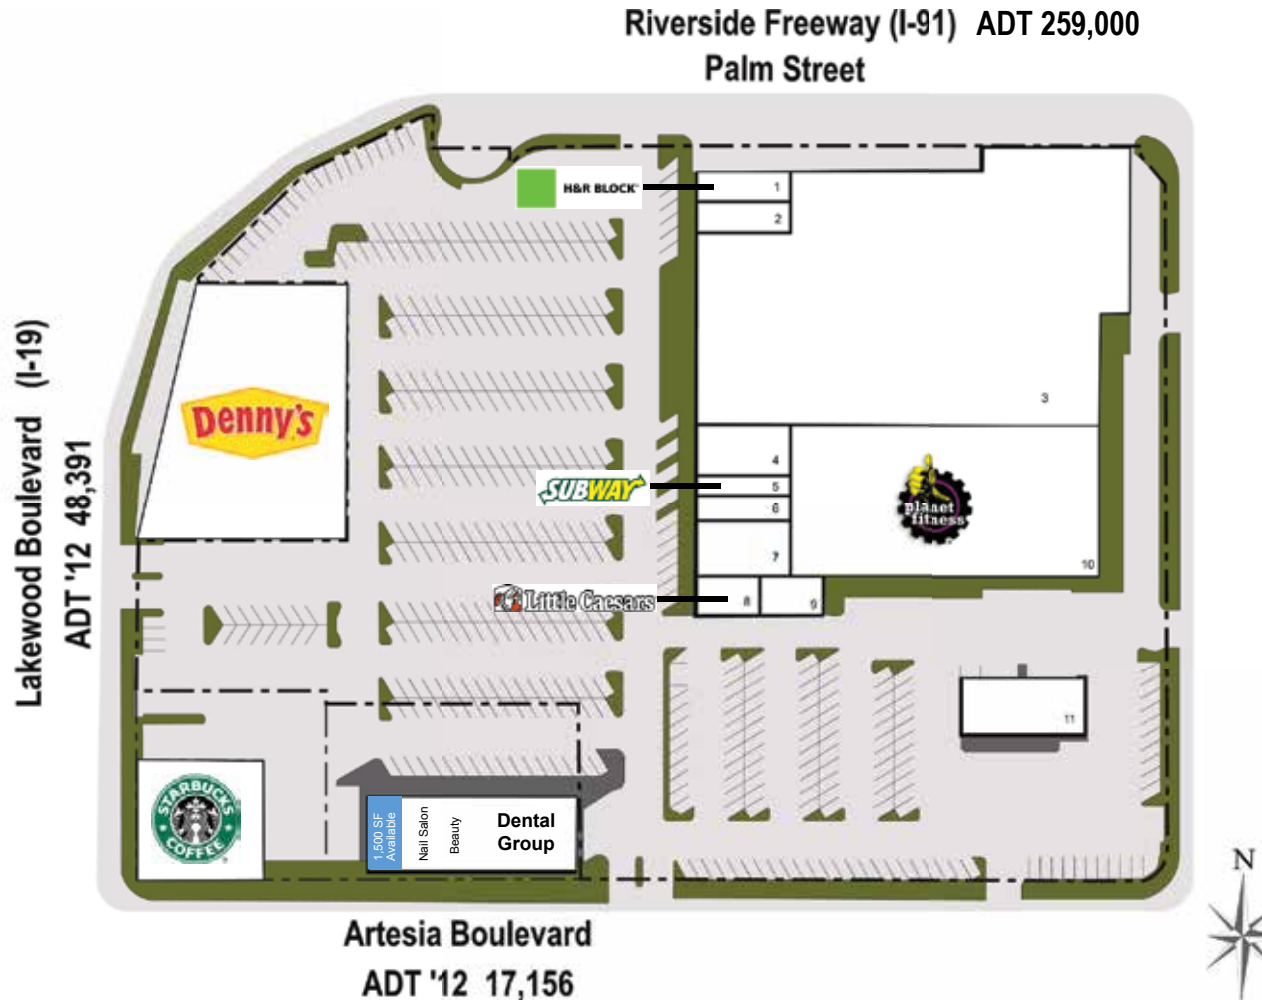 Riverside Freeway (I-91) ADT 259,000
Palm Street
H&R BLOCK
1
2
3
Denny's
Lakewood Boulevard (I-19)
ADT '12 48,391
4
SUBWAY
5
6
planet
fitness
7
10
Little Caesars
8
9
11
STARBUCKS
COFFEE
1,500 SF
Available
Nail Salon
Beauty
Dental
Group
N
Artesia Boulevard
ADT '12 17,156